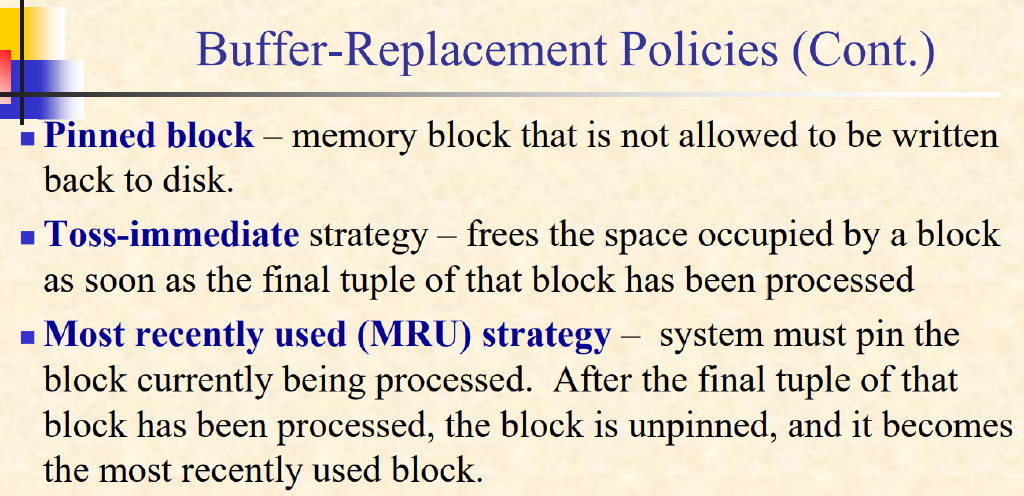 Buffer-Replacement Policies (Cont.)
Pinned block – memory block that is not allowed to be written
back to disk.
Toss-immediate strategy – frees the space occupied by a block
as soon as the final tuple of that block has been processed
Most recently used (MRU) strategy – system must pin the
block currently being processed. After the final tuple of that
block has been processed, the block is unpinned, and it becomes
the most recently used block.